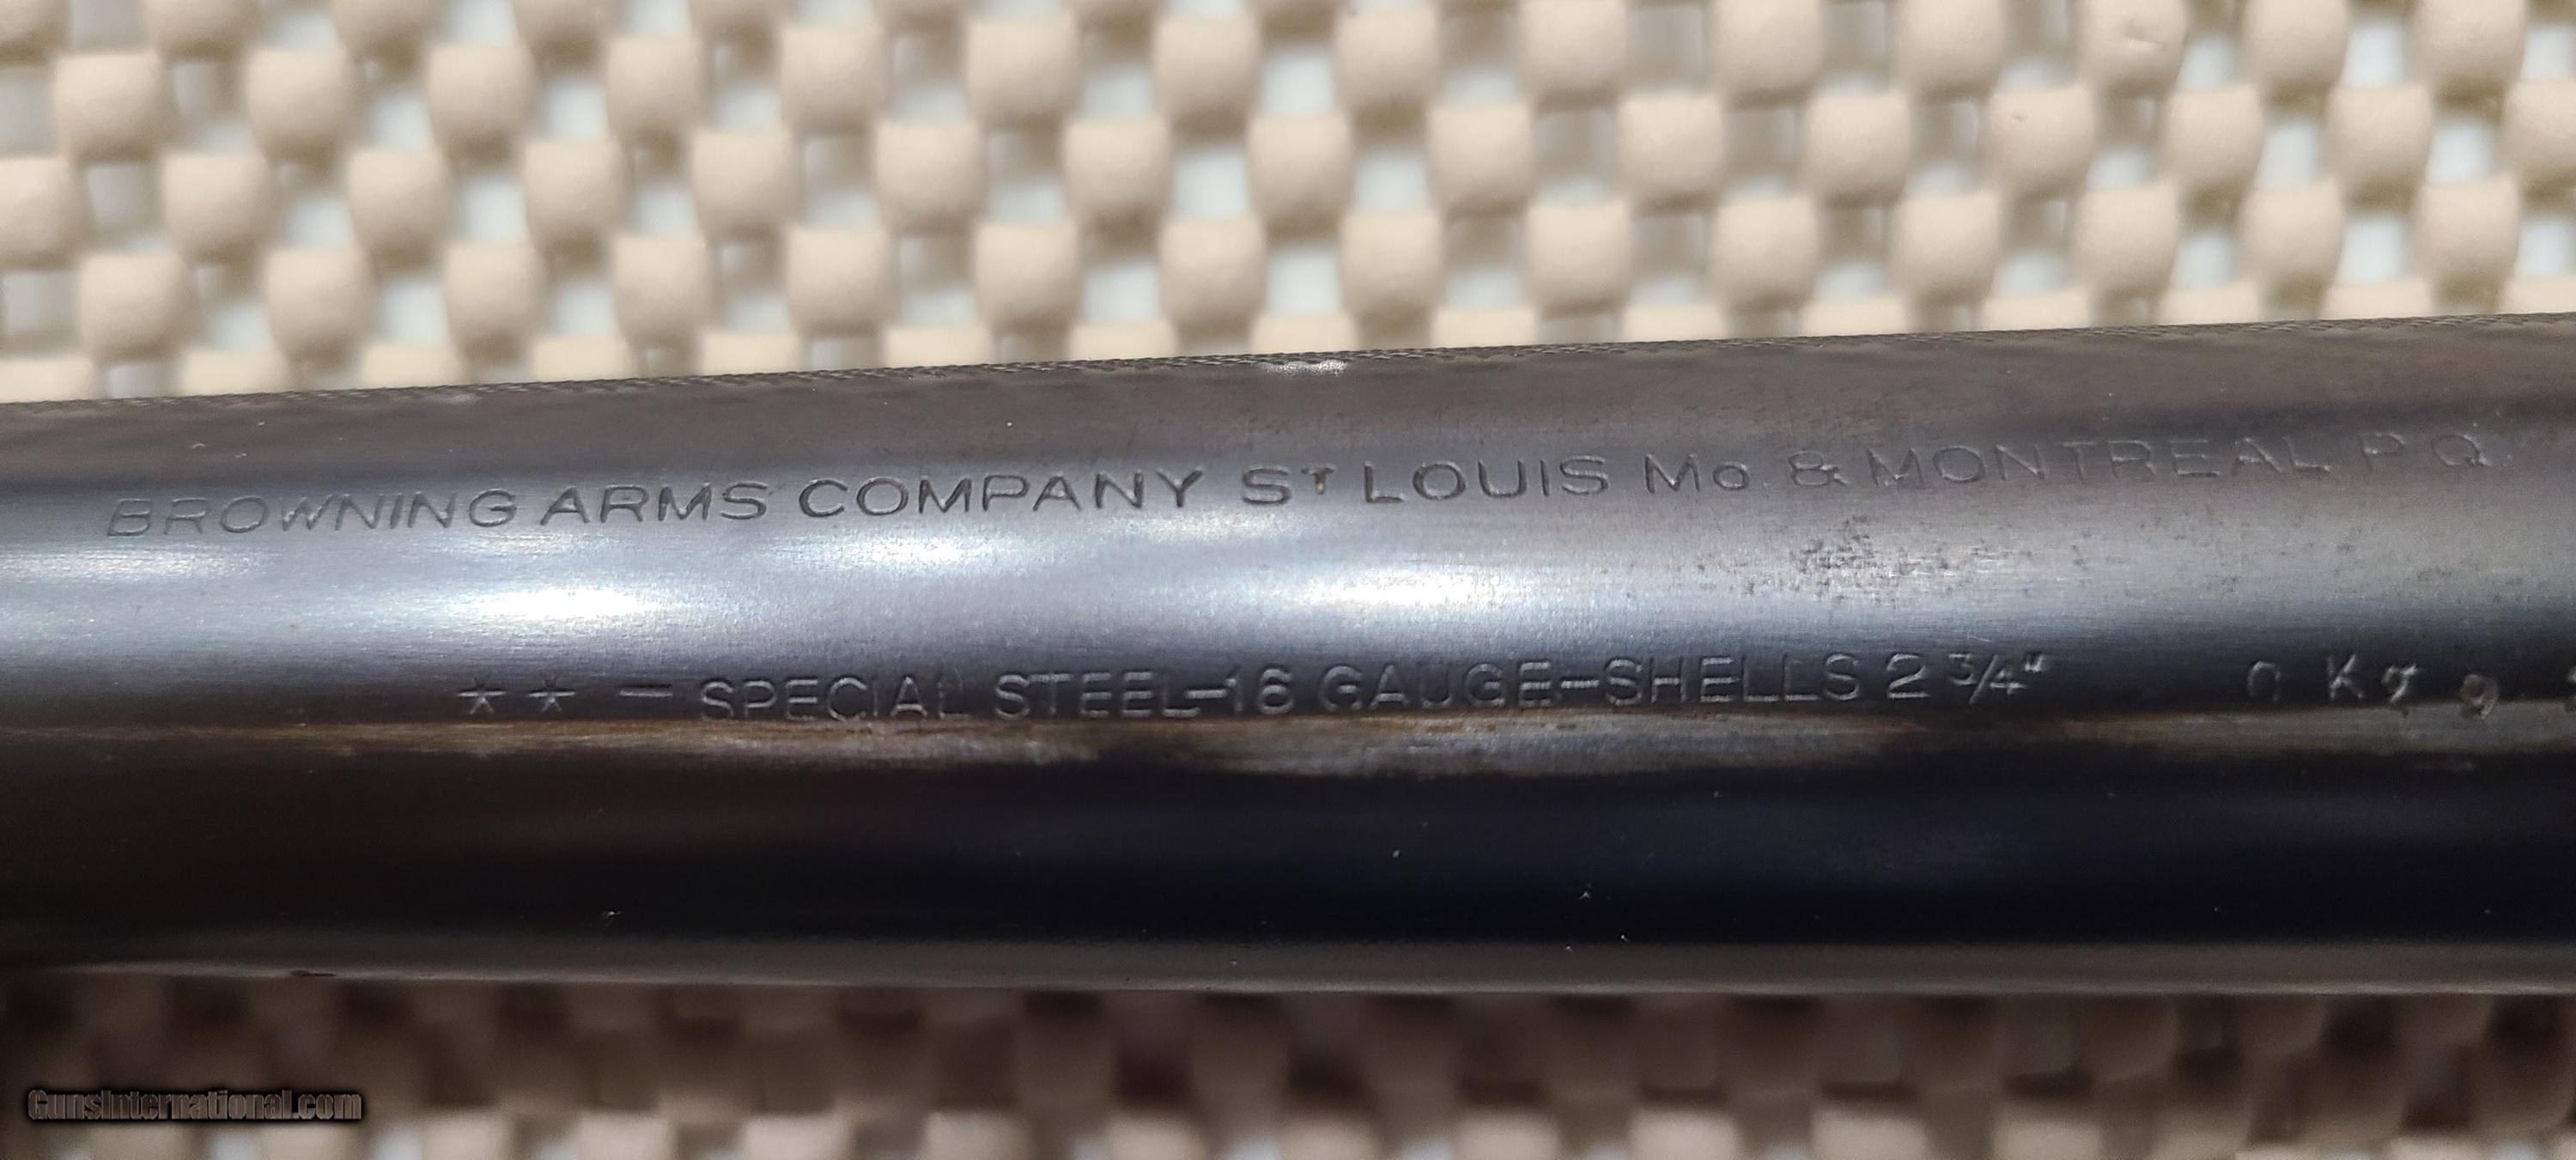 BROWNING ARMS COMPANY ST LOUIS Mo & MONTREAL P Q
** - SPECIAL STEEL-16 GAUGE-SHELLS 2 3/4"
GunsInternational.com